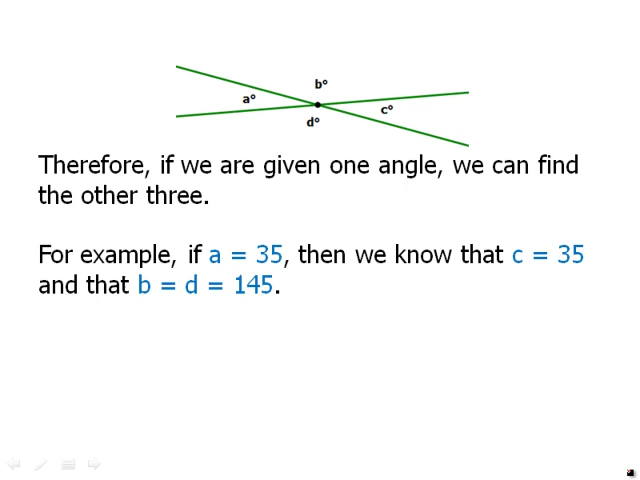 b°
a°
c°
d°
Therefore, if we are given one angle, we can find
the other three.
For example, if a = 35, then we know that c = 35
and that b = d = 145.